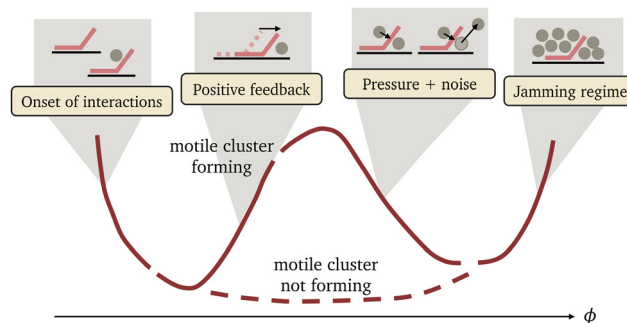 Onset of interactions
Positive feedback
Pressure + noise
Jamming regime
motile cluster
forming
motile cluster
not forming
ϕ